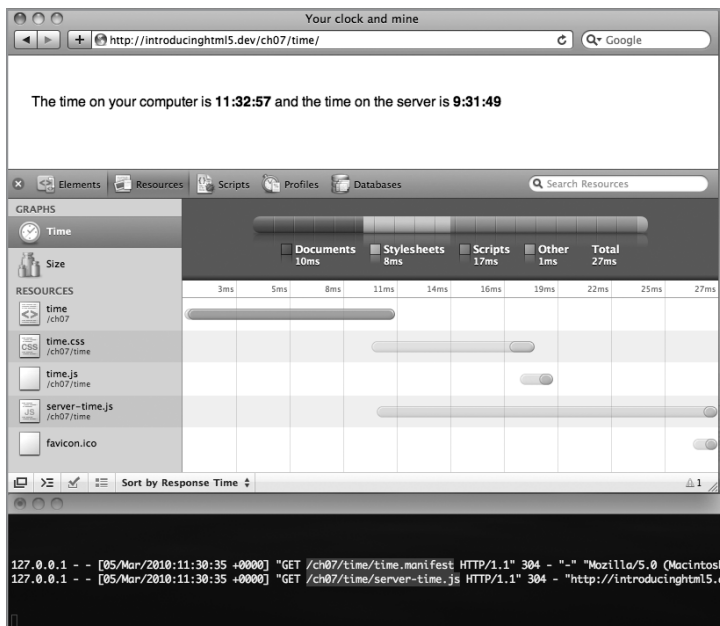 Your clock and mine
http://introducinghtml5.dev/ch07/time/
Google
The time on your computer is 11:32:57 and the time on the server is 9:31:49
Elements
Resources
Scripts
Profiles
Databases
Search Resources
GRAPHS
Time
Size
Documents
10ms
Stylesheets
8ms
Scripts
17ms
Other
1ms
Total
27ms
RESOURCES
3ms 5ms 8ms 11ms 14ms 16ms 19ms 22ms 25ms 27ms
time
/ch07
CSS
time.css
/ch07/time
time.js
/ch07/time
JS
server-time.js
/ch07/time
favicon.ico
Sort by Response Time
1
127.0.0.1 - - [05/Mar/2010:11:30:35 +0000] "GET /ch07/time/time.manifest HTTP/1.1" 304 - "-" "Mozilla/5.0 (Macintosh
127.0.0.1 - - [05/Mar/2010:11:30:35 +0000] "GET /ch07/time/server-time.js HTTP/1.1" 304 - "http://introducinghtml5.